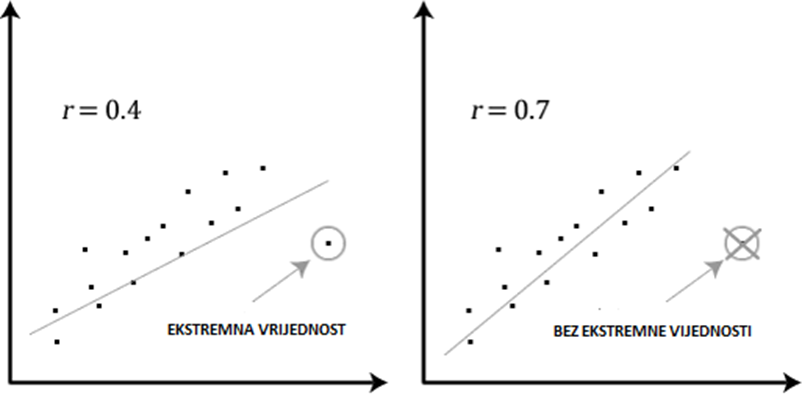 r = 0.4
EKSTREMNA VRIJEDNOST
r = 0.7
BEZ EKSTREMNE VIJEDNOSTI